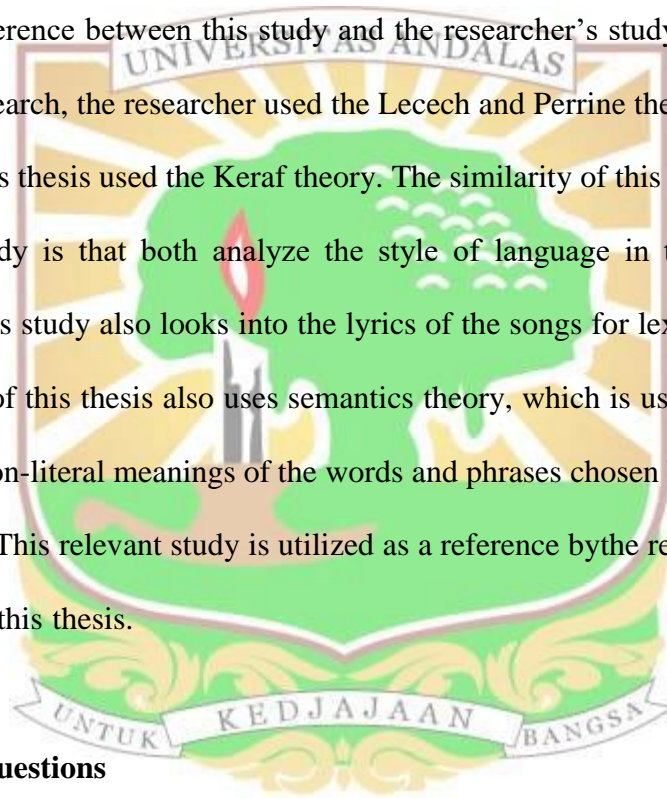 erence between this study and the researcher's study
UNIVERSITAS ANDALAS
earch, the researcher used the Lecech and Perrine the
s thesis used the Keraf theory. The similarity of this
dy is that both analyze the style of language in t
s study also looks into the lyrics of the songs for lex
of this thesis also uses semantics theory, which is us
on-literal meanings of the words and phrases chosen
This relevant study is utilized as a reference bythe re
this thesis.
UNTUK KEDJAJAAN BANGSA
uestions